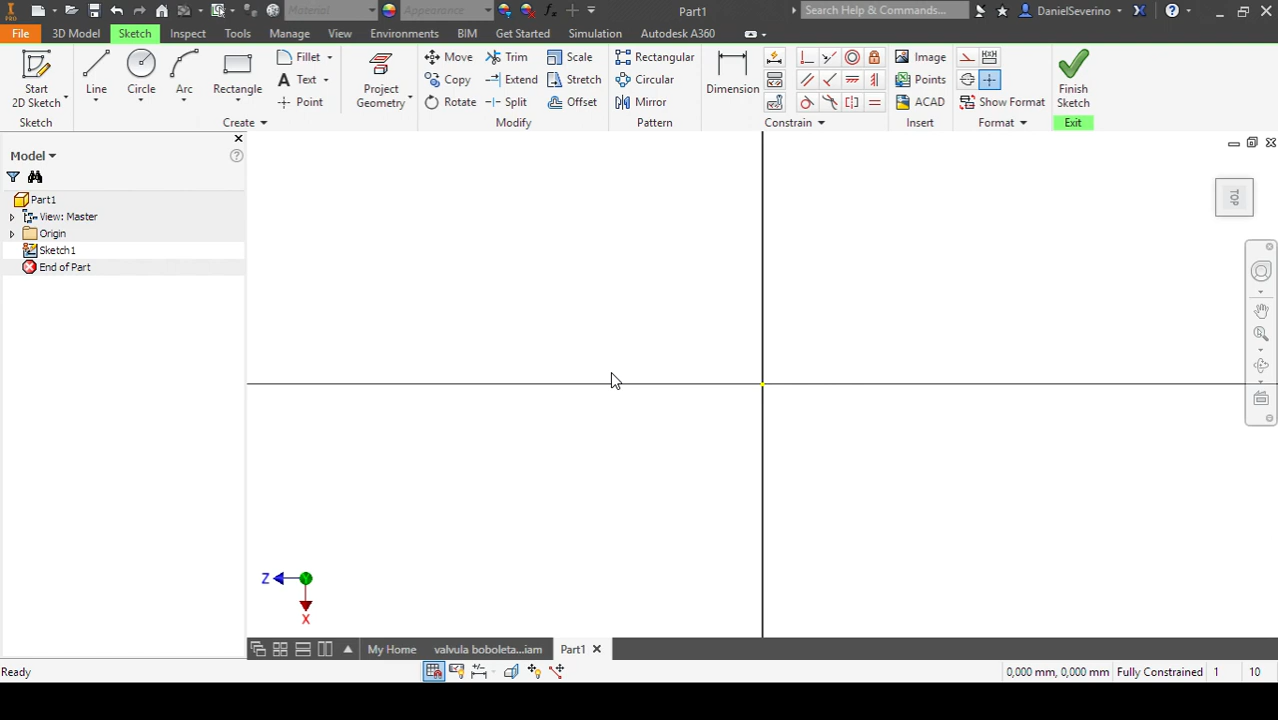 PRO Material Appearance Part1 Search Help & Commands... DanielSeverino
File 3D Model Sketch Inspect Tools Manage View Environments BIM Get Started Simulation Autodesk A360
Start
2D Sketch
Line
Circle
Arc
Rectangle
Fillet
Text
Point
Project
Geometry
Move Trim Scale
Copy Extend Stretch
Rotate Split Offset
Rectangular
Circular
Mirror
Dimension
Image
Points
ACAD
Show Format
Finish
Sketch
Sketch Create Modify Pattern Constrain Insert Format Exit
Model
Part1
View: Master
Origin
Sketch1
End of Part
TOP
Z
X
My Home valvula boboleta...iam Part1
Ready 0,000 mm, 0,000 mm Fully Constrained 1 10